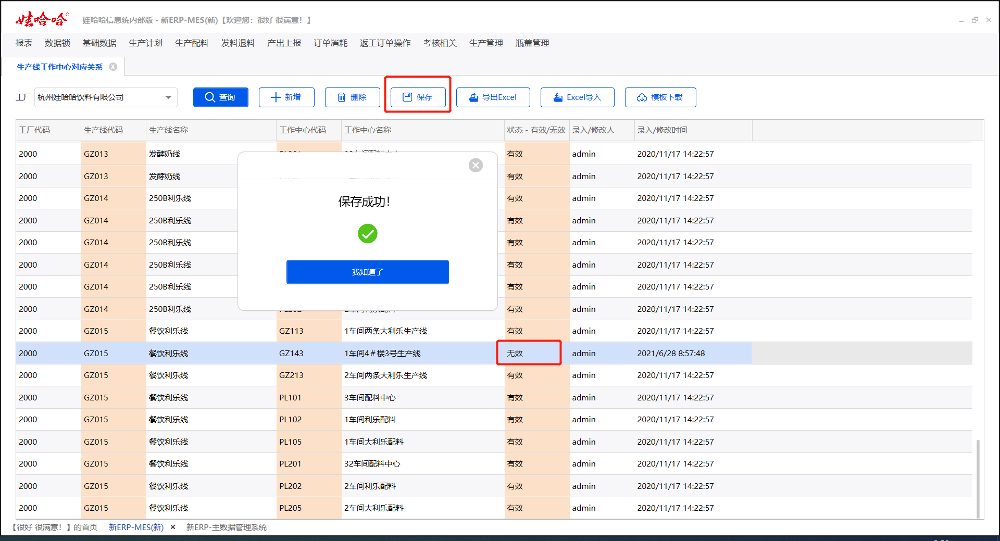 娃哈哈® 娃哈哈信息统内部版 - 新ERP-MES(新)【欢迎您：很好 很满意！】
报表 数据锁 基础数据 生产计划 生产配料 发料退料 产出上报 订单消耗 返工订单操作 考核相关 生产管理 瓶盖管理
生产线工作中心对应关系
工厂 杭州娃哈哈饮料有限公司 查询 新增 删除 保存 导出Excel Excel导入 模板下载
工厂代码 生产线代码 生产线名称 工作中心代码 工作中心名称 状态 - 有效/无效 录入/修改人 录入/修改时间
2000 GZ013 发酵奶线 有效 admin 2020/11/17 14:22:57
2000 GZ013 发酵奶线 有效 admin 2020/11/17 14:22:57
2000 GZ014 250B利乐线 有效 admin 2020/11/17 14:22:57
2000 GZ014 250B利乐线 有效 admin 2020/11/17 14:22:57
2000 GZ014 250B利乐线 有效 admin 2020/11/17 14:22:57
2000 GZ014 250B利乐线 有效 admin 2020/11/17 14:22:57
2000 GZ014 250B利乐线 有效 admin 2020/11/17 14:22:57
2000 GZ014 250B利乐线 有效 admin 2020/11/17 14:22:57
保存成功！
我知道了
2000 GZ015 餐饮利乐线 GZ113 1车间两条大利乐生产线 有效 admin 2020/11/17 14:22:57
2000 GZ015 餐饮利乐线 GZ143 1车间4＃楼3号生产线 无效 admin 2021/6/28 8:57:48
2000 GZ015 餐饮利乐线 GZ213 2车间两条大利乐生产线 有效 admin 2020/11/17 14:22:57
2000 GZ015 餐饮利乐线 PL101 3车间配料中心 有效 admin 2020/11/17 14:22:57
2000 GZ015 餐饮利乐线 PL102 1车间利乐配料 有效 admin 2020/11/17 14:22:57
2000 GZ015 餐饮利乐线 PL105 1车间大利乐配料 有效 admin 2020/11/17 14:22:57
2000 GZ015 餐饮利乐线 PL201 32车间配料中心 有效 admin 2020/11/17 14:22:57
2000 GZ015 餐饮利乐线 PL202 2车间利乐配料 有效 admin 2020/11/17 14:22:57
2000 GZ015 餐饮利乐线 PL205 2车间大利乐配料 有效 admin 2020/11/17 14:22:57
【很好 很满意！】的首页 新ERP-MES(新) 新ERP-主数据管理系统